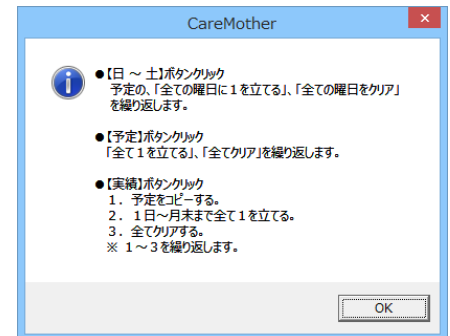 CareMother
●【日 ～ 土】ボタンクリック
予定の、「全ての曜日に１を立てる」、「全ての曜日をクリア」
を繰り返します。
●【予定】ボタンクリック
「全て１を立てる」、「全てクリア」を繰り返します。
●【実績】ボタンクリック
１．予定をコピーする。
２．１日～月末まで全て１を立てる。
３．全てクリアする。
※ １～３を繰り返します。
OK